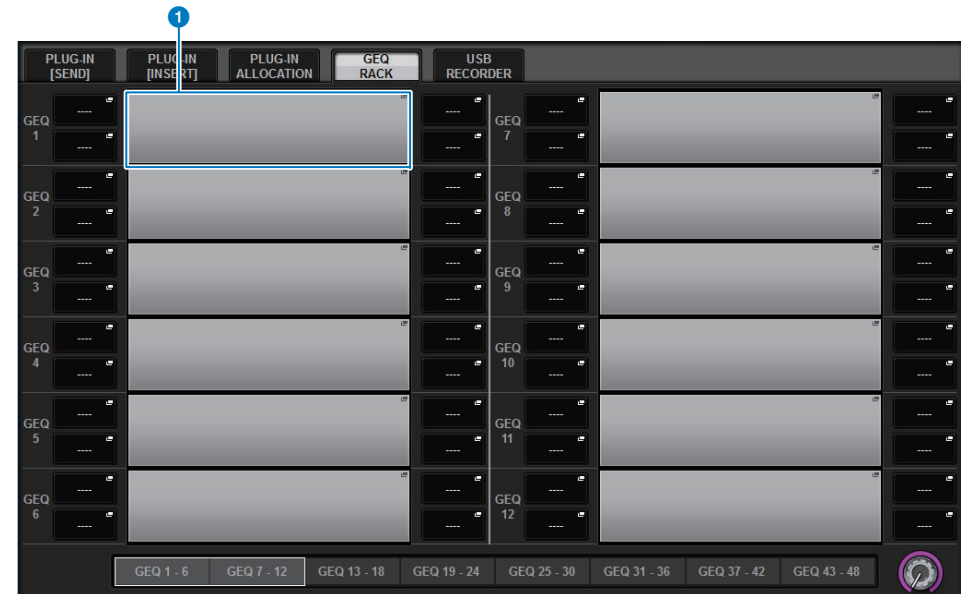 1
PLUG-IN
[SEND]
PLUG-IN
[INSERT]
PLUG-IN
ALLOCATION
GEQ
RACK
USB
RECORDER
GEQ
1
----
----
----
----
GEQ
7
----
----
----
----
GEQ
2
----
----
----
----
GEQ
8
----
----
----
----
GEQ
3
----
----
----
----
GEQ
9
----
----
----
----
GEQ
4
----
----
----
----
GEQ
10
----
----
----
----
GEQ
5
----
----
----
----
GEQ
11
----
----
----
----
GEQ
6
----
----
----
----
GEQ
12
----
----
----
----
GEQ 1 - 6
GEQ 7 - 12
GEQ 13 - 18
GEQ 19 - 24
GEQ 25 - 30
GEQ 31 - 36
GEQ 37 - 42
GEQ 43 - 48